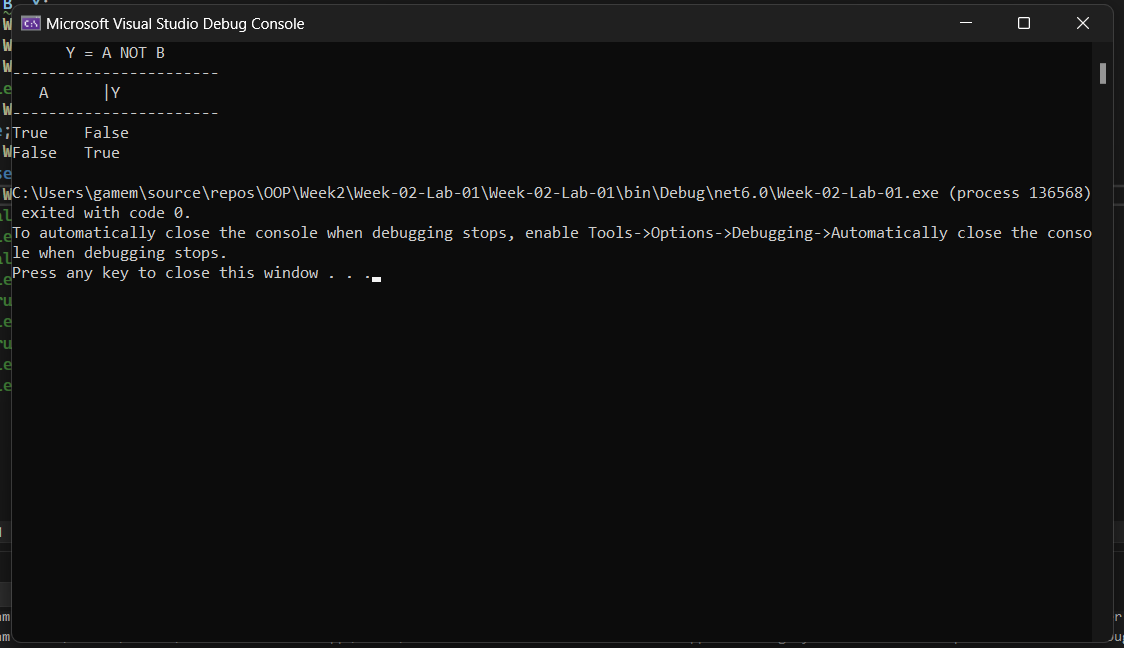 Microsoft Visual Studio Debug Console
Y = A NOT B
-----------------------
A |Y
-----------------------
True False
False True
C:\Users\gamem\source\repos\OOP\Week2\Week-02-Lab-01\Week-02-Lab-01\bin\Debug\net6.0\Week-02-Lab-01.exe (process 136568)
exited with code 0.
To automatically close the console when debugging stops, enable Tools->Options->Debugging->Automatically close the conso
le when debugging stops.
Press any key to close this window . . .